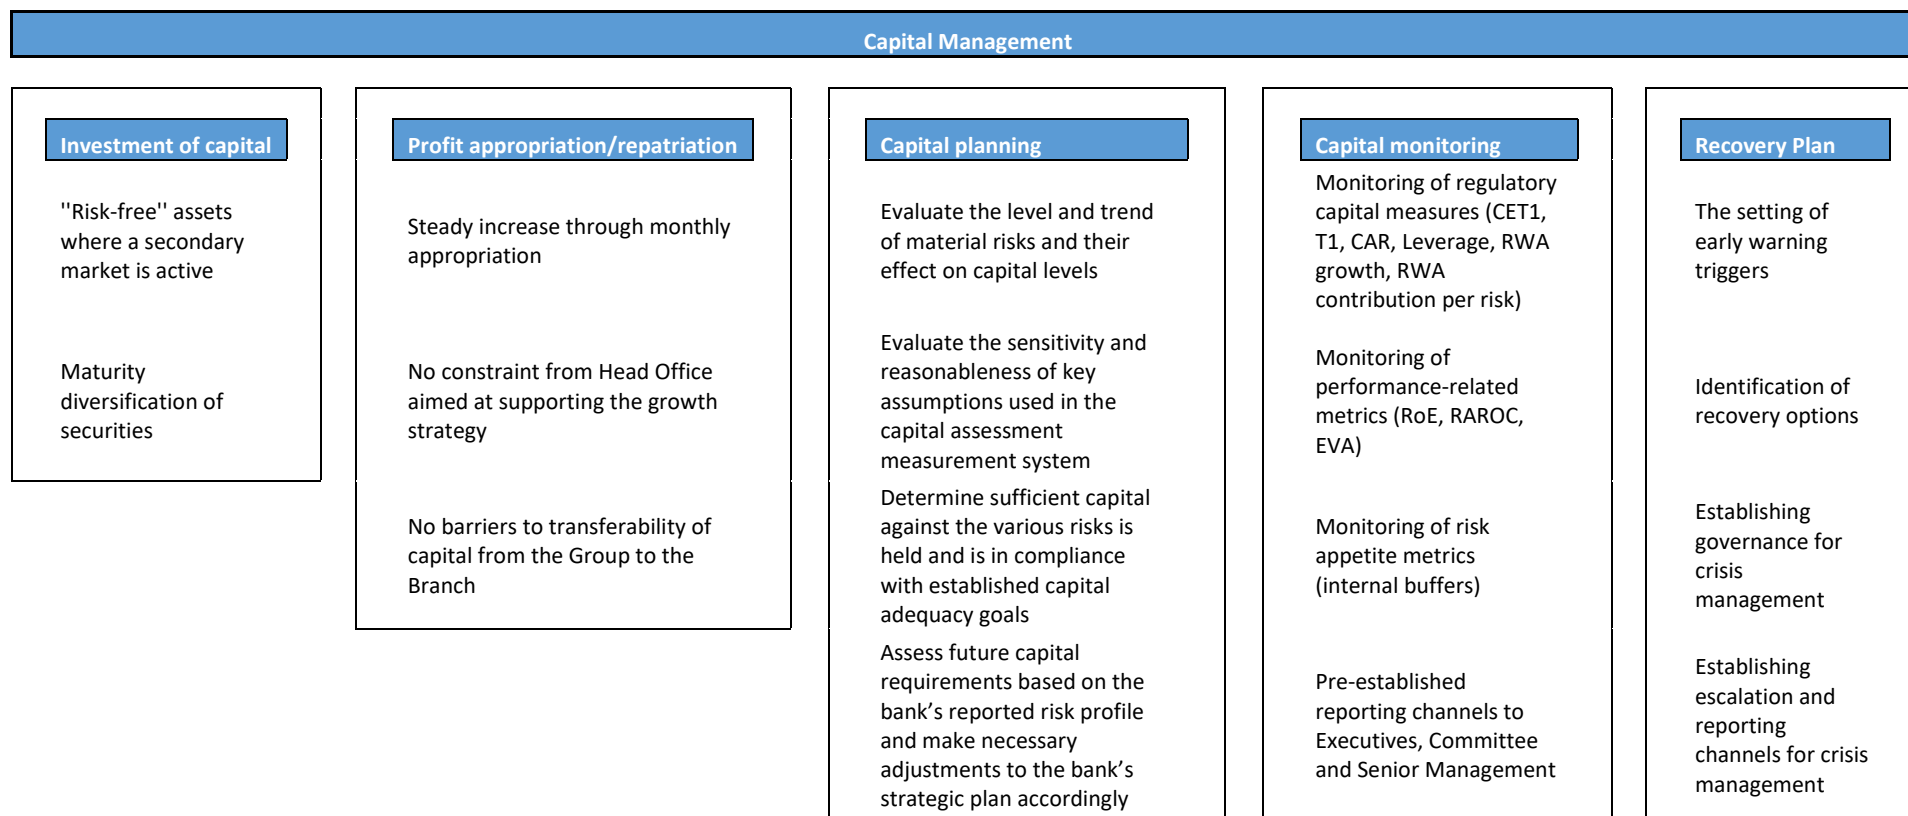 Capital Management
Investment of capital
''Risk-free'' assets
where a secondary
market is active
Maturity
diversification of
securities
Profit appropriation/repatriation
Steady increase through monthly
appropriation
No constraint from Head Office
aimed at supporting the growth
strategy
No barriers to transferability of
capital from the Group to the
Branch
Capital planning
Evaluate the level and trend
of material risks and their
effect on capital levels
Evaluate the sensitivity and
reasonableness of key
assumptions used in the
capital assessment
measurement system
Determine sufficient capital
against the various risks is
held and is in compliance
with established capital
adequacy goals
Assess future capital
requirements based on the
bank’s reported risk profile
and make necessary
adjustments to the bank’s
strategic plan accordingly
Capital monitoring
Monitoring of regulatory
capital measures (CET1,
T1, CAR, Leverage, RWA
growth, RWA
contribution per risk)
Monitoring of
performance-related
metrics (RoE, RAROC,
EVA)
Monitoring of risk
appetite metrics
(internal buffers)
Pre-established
reporting channels to
Executives, Committee
and Senior Management
Recovery Plan
The setting of
early warning
triggers
Identification of
recovery options
Establishing
governance for
crisis
management
Establishing
escalation and
reporting
channels for crisis
management